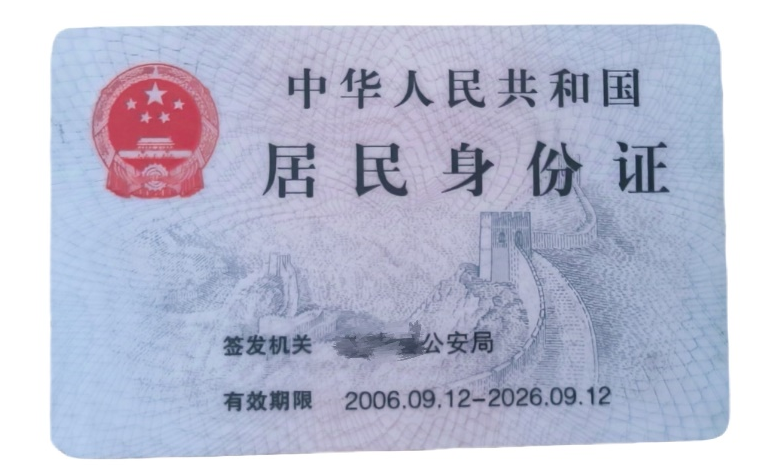 中华人民共和国
居民身份证
签发机关 公安局
有效期限 2006.09.12-2026.09.12